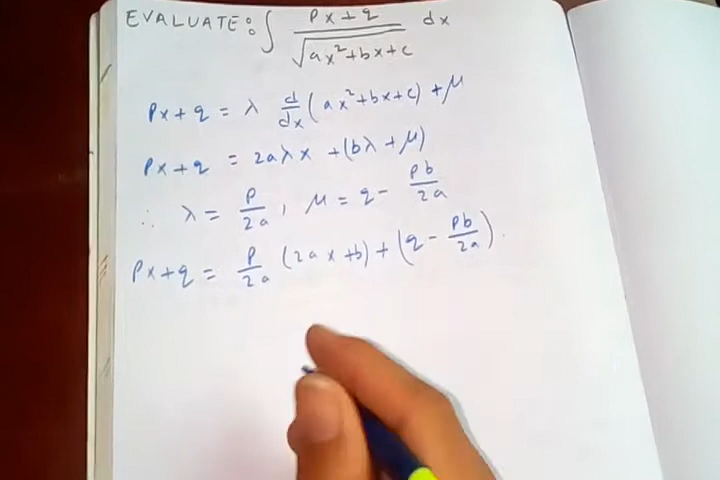 EVALUATE: ∫ px+q / √(ax²+bx+c) dx
px+q = λ d/dx (ax²+bx+c) + μ
px+q = 2aλx + (bλ+μ)
∴ λ = p/2a, μ = q - pb/2a
px+q = p/2a (2ax+b) + (q - pb/2a).